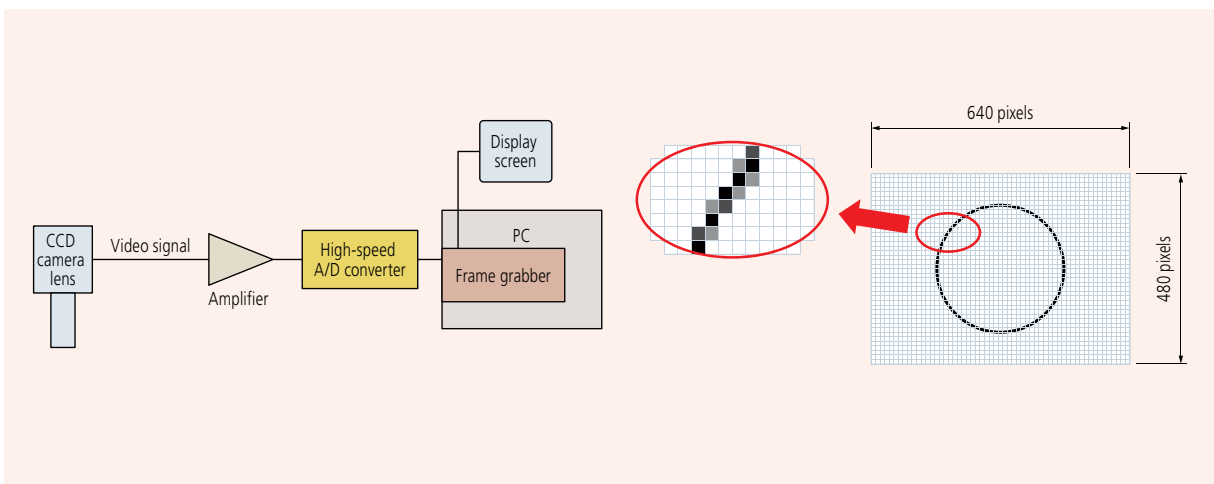 CCD
camera
lens
Video signal
Amplifier
High-speed
A/D converter
Display
screen
PC
Frame grabber
640 pixels
480 pixels